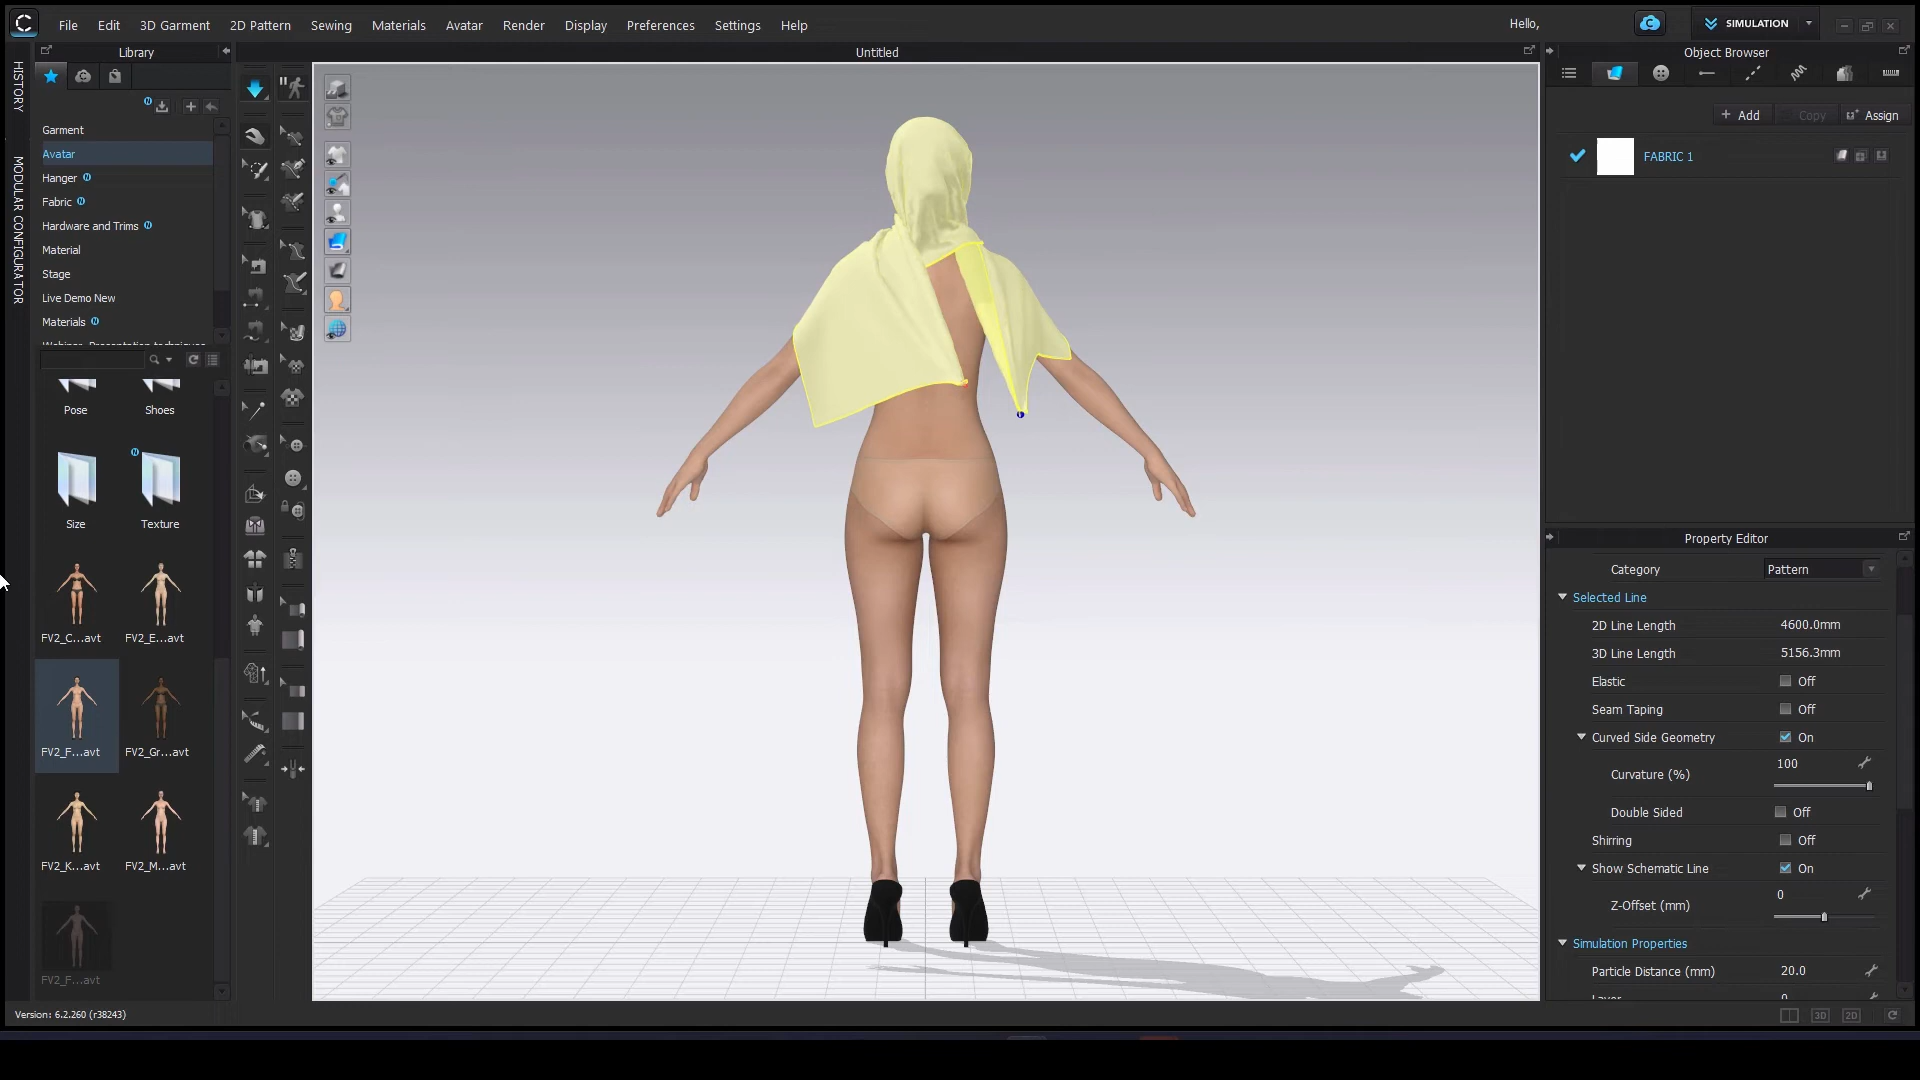 File Edit 3D Garment 2D Pattern Sewing Materials Avatar Render Display Preferences Settings Help
Hello,
SIMULATION
HISTORY
MODULAR CONFIGURATOR
Library
Garment
Avatar
Hanger
Fabric
Hardware and Trims
Material
Stage
Live Demo New
Materials
Pose Shoes
Size Texture
FV2_C...avt FV2_E...avt
FV2_F...avt FV2_Gr...avt
FV2_K...avt FV2_M...avt
FV2_F...avt
Version: 6.2.260 (r38243)
Untitled
Object Browser
+ Add Copy Assign
FABRIC 1
Property Editor
Category Pattern
Selected Line
2D Line Length 4600.0mm
3D Line Length 5156.3mm
Elastic Off
Seam Taping Off
Curved Side Geometry On
Curvature (%) 100
Double Sided Off
Shirring Off
Show Schematic Line On
Z-Offset (mm) 0
Simulation Properties
Particle Distance (mm) 20.0
Layer 0
3D 2D